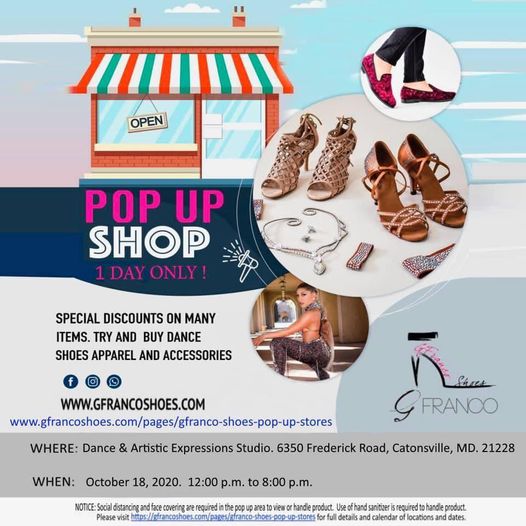 OPEN
POP UP
SHOP
1 DAY ONLY !
SPECIAL DISCOUNTS ON MANY
ITEMS. TRY AND BUY DANCE
SHOES APPAREL AND ACCESSORIES
WWW.GFRANCOSHOES.COM
www.gfrancoshoes.com/pages/gfranco-shoes-pop-up-stores
GFranco
Shoes
G FRANCO
WHERE: Dance & Artistic Expressions Studio. 6350 Frederick Road, Catonsville, MD. 21228
WHEN: October 18, 2020. 12:00 p.m. to 8:00 p.m.
NOTICE: Social distancing and face covering are required in the pop up area to view or handle product. Use of hand sanitizer is required to handle product.
Please visit https://gfrancoshoes.com/pages/gfranco-shoes-pop-up-stores for full details and calendar of locations and dates.